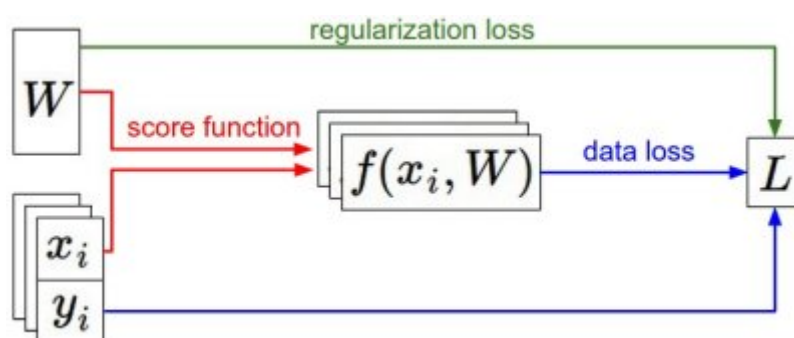 regularization loss
W
score function
f(x_i, W)
data loss
L
x_i
y_i